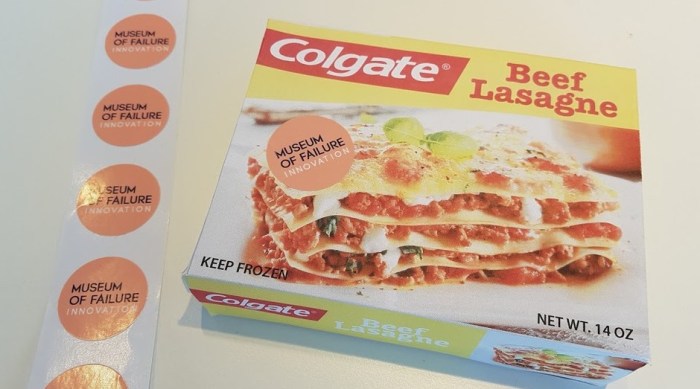 MUSEUM
OF FAILURE
INNOVATION
MUSEUM
OF FAILURE
INNOVATION
MUSEUM
OF FAILURE
INNOVATION
MUSEUM
OF FAILURE
INNOVATION
Colgate®
Beef
Lasagne
MUSEUM
OF FAILURE
INNOVATION
KEEP FROZEN
NET WT. 14 OZ
Colgate®
Beef
Lasagne